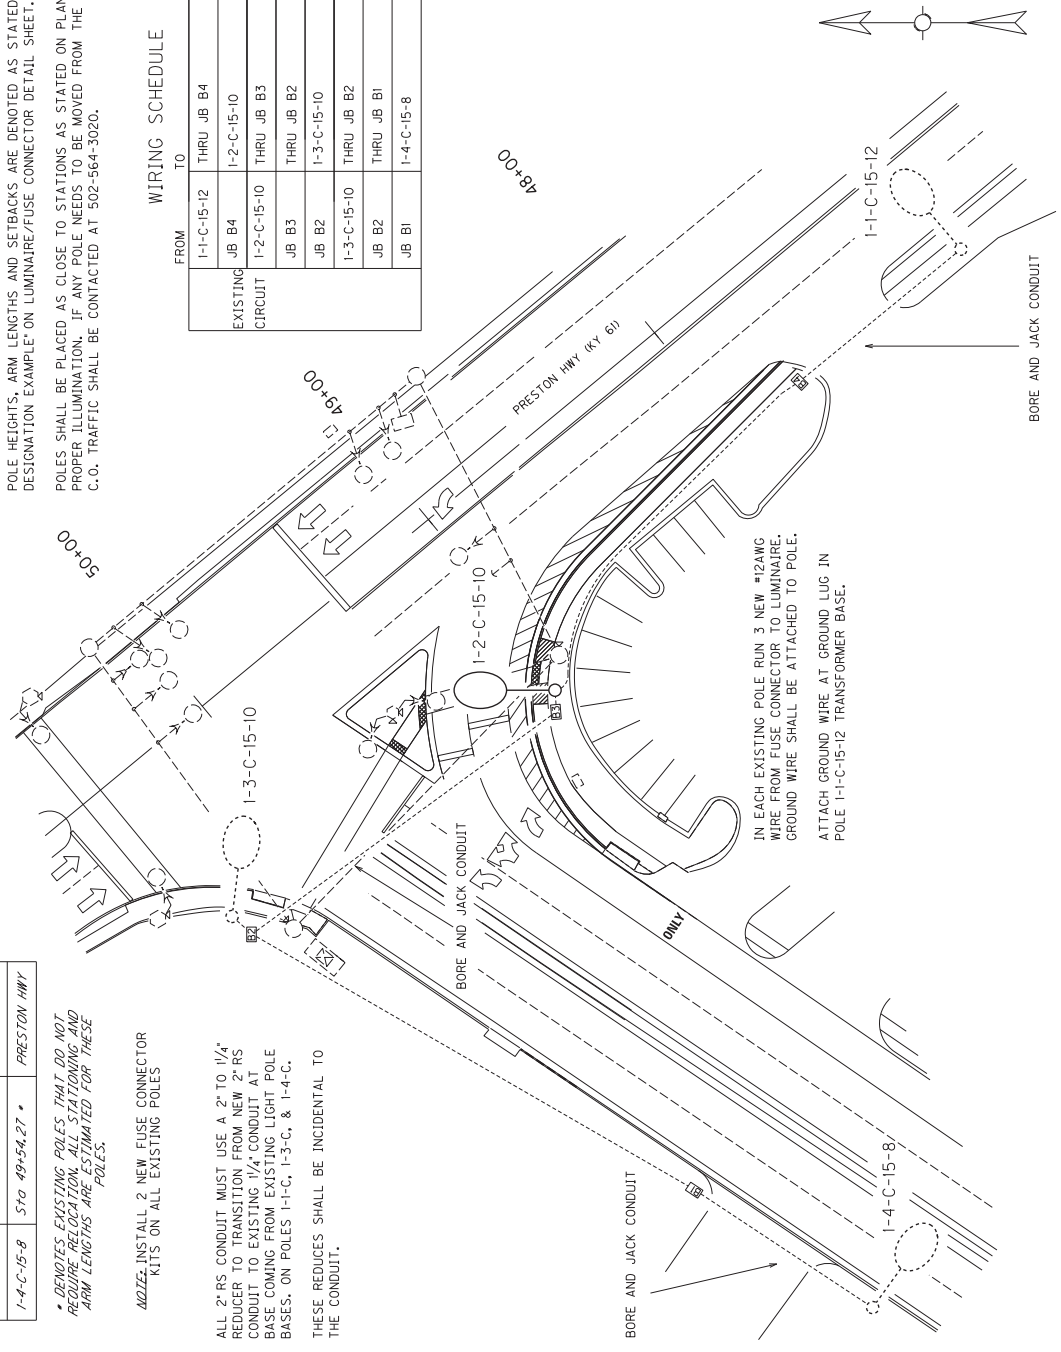 POLE HEIGHTS, ARM LENGTHS AND SETBACKS ARE DENOTED AS STATED
DESIGNATION EXAMPLE" ON LUMINAIRE/FUSE CONNECTOR DETAIL SHEET.
POLES SHALL BE PLACED AS CLOSE TO STATIONS AS STATED ON PLAN
PROPER ILLUMINATION. IF ANY POLE NEEDS TO BE MOVED FROM THE
C.O. TRAFFIC SHALL BE CONTACTED AT 502-564-3020.
WIRING SCHEDULE
FROM TO
1-1-C-15-12 THRU JB B4
EXISTING JB B4 1-2-C-15-10
CIRCUIT 1-2-C-15-10 THRU JB B3
JB B3 THRU JB B2
JB B2 1-3-C-15-10
1-3-C-15-10 THRU JB B2
JB B2 THRU JB B1
JB B1 1-4-C-15-8
48+00
49+00
50+00
PRESTON HWY (KY 61)
1-1-C-15-12
BORE AND JACK CONDUIT
B4
1-2-C-15-10
B3
1-3-C-15-10
B2
BORE AND JACK CONDUIT
ONLY
IN EACH EXISTING POLE RUN 3 NEW #12AWG
WIRE FROM FUSE CONNECTOR TO LUMINAIRE.
GROUND WIRE SHALL BE ATTACHED TO POLE.
ATTACH GROUND WIRE AT GROUND LUG IN
POLE 1-1-C-15-12 TRANSFORMER BASE.
1-4-C-15-8 Sta 49+54.27 * PRESTON HWY
* DENOTES EXISTING POLES THAT DO NOT
REQUIRE RELOCATION. ALL STATIONING AND
ARM LENGTHS ARE ESTIMATED FOR THESE
POLES.
NOTE: INSTALL 2 NEW FUSE CONNECTOR
KITS ON ALL EXISTING POLES
ALL 2" RS CONDUIT MUST USE A 2" TO 1¼"
REDUCER TO TRANSITION FROM NEW 2" RS
CONDUIT TO EXISTING 1¼" CONDUIT AT
BASE COMING FROM EXISTING LIGHT POLE
BASES. ON POLES 1-1-C, 1-3-C, & 1-4-C.
THESE REDUCES SHALL BE INCIDENTAL TO
THE CONDUIT.
BORE AND JACK CONDUIT
B1
1-4-C-15-8